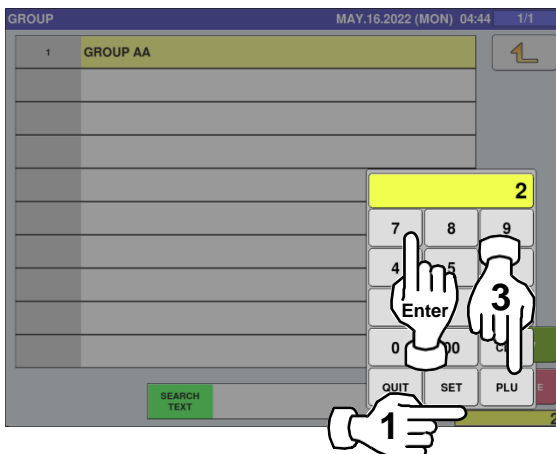 GROUP MAY.16.2022 (MON) 04:44 1/1
1 GROUP AA
2
7 8 9
4 5
Enter 3
0 00
QUIT SET PLU
SEARCH
TEXT
1
2